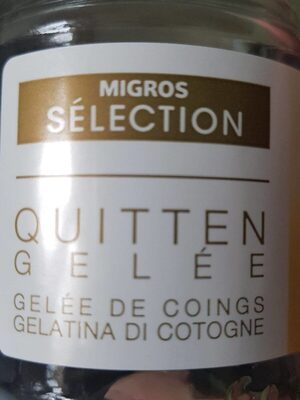 MIGROS
SÉLECTION
QUITTEN
GELÉE
GELÉE DE COINGS
GELATINA DI COTOGNE